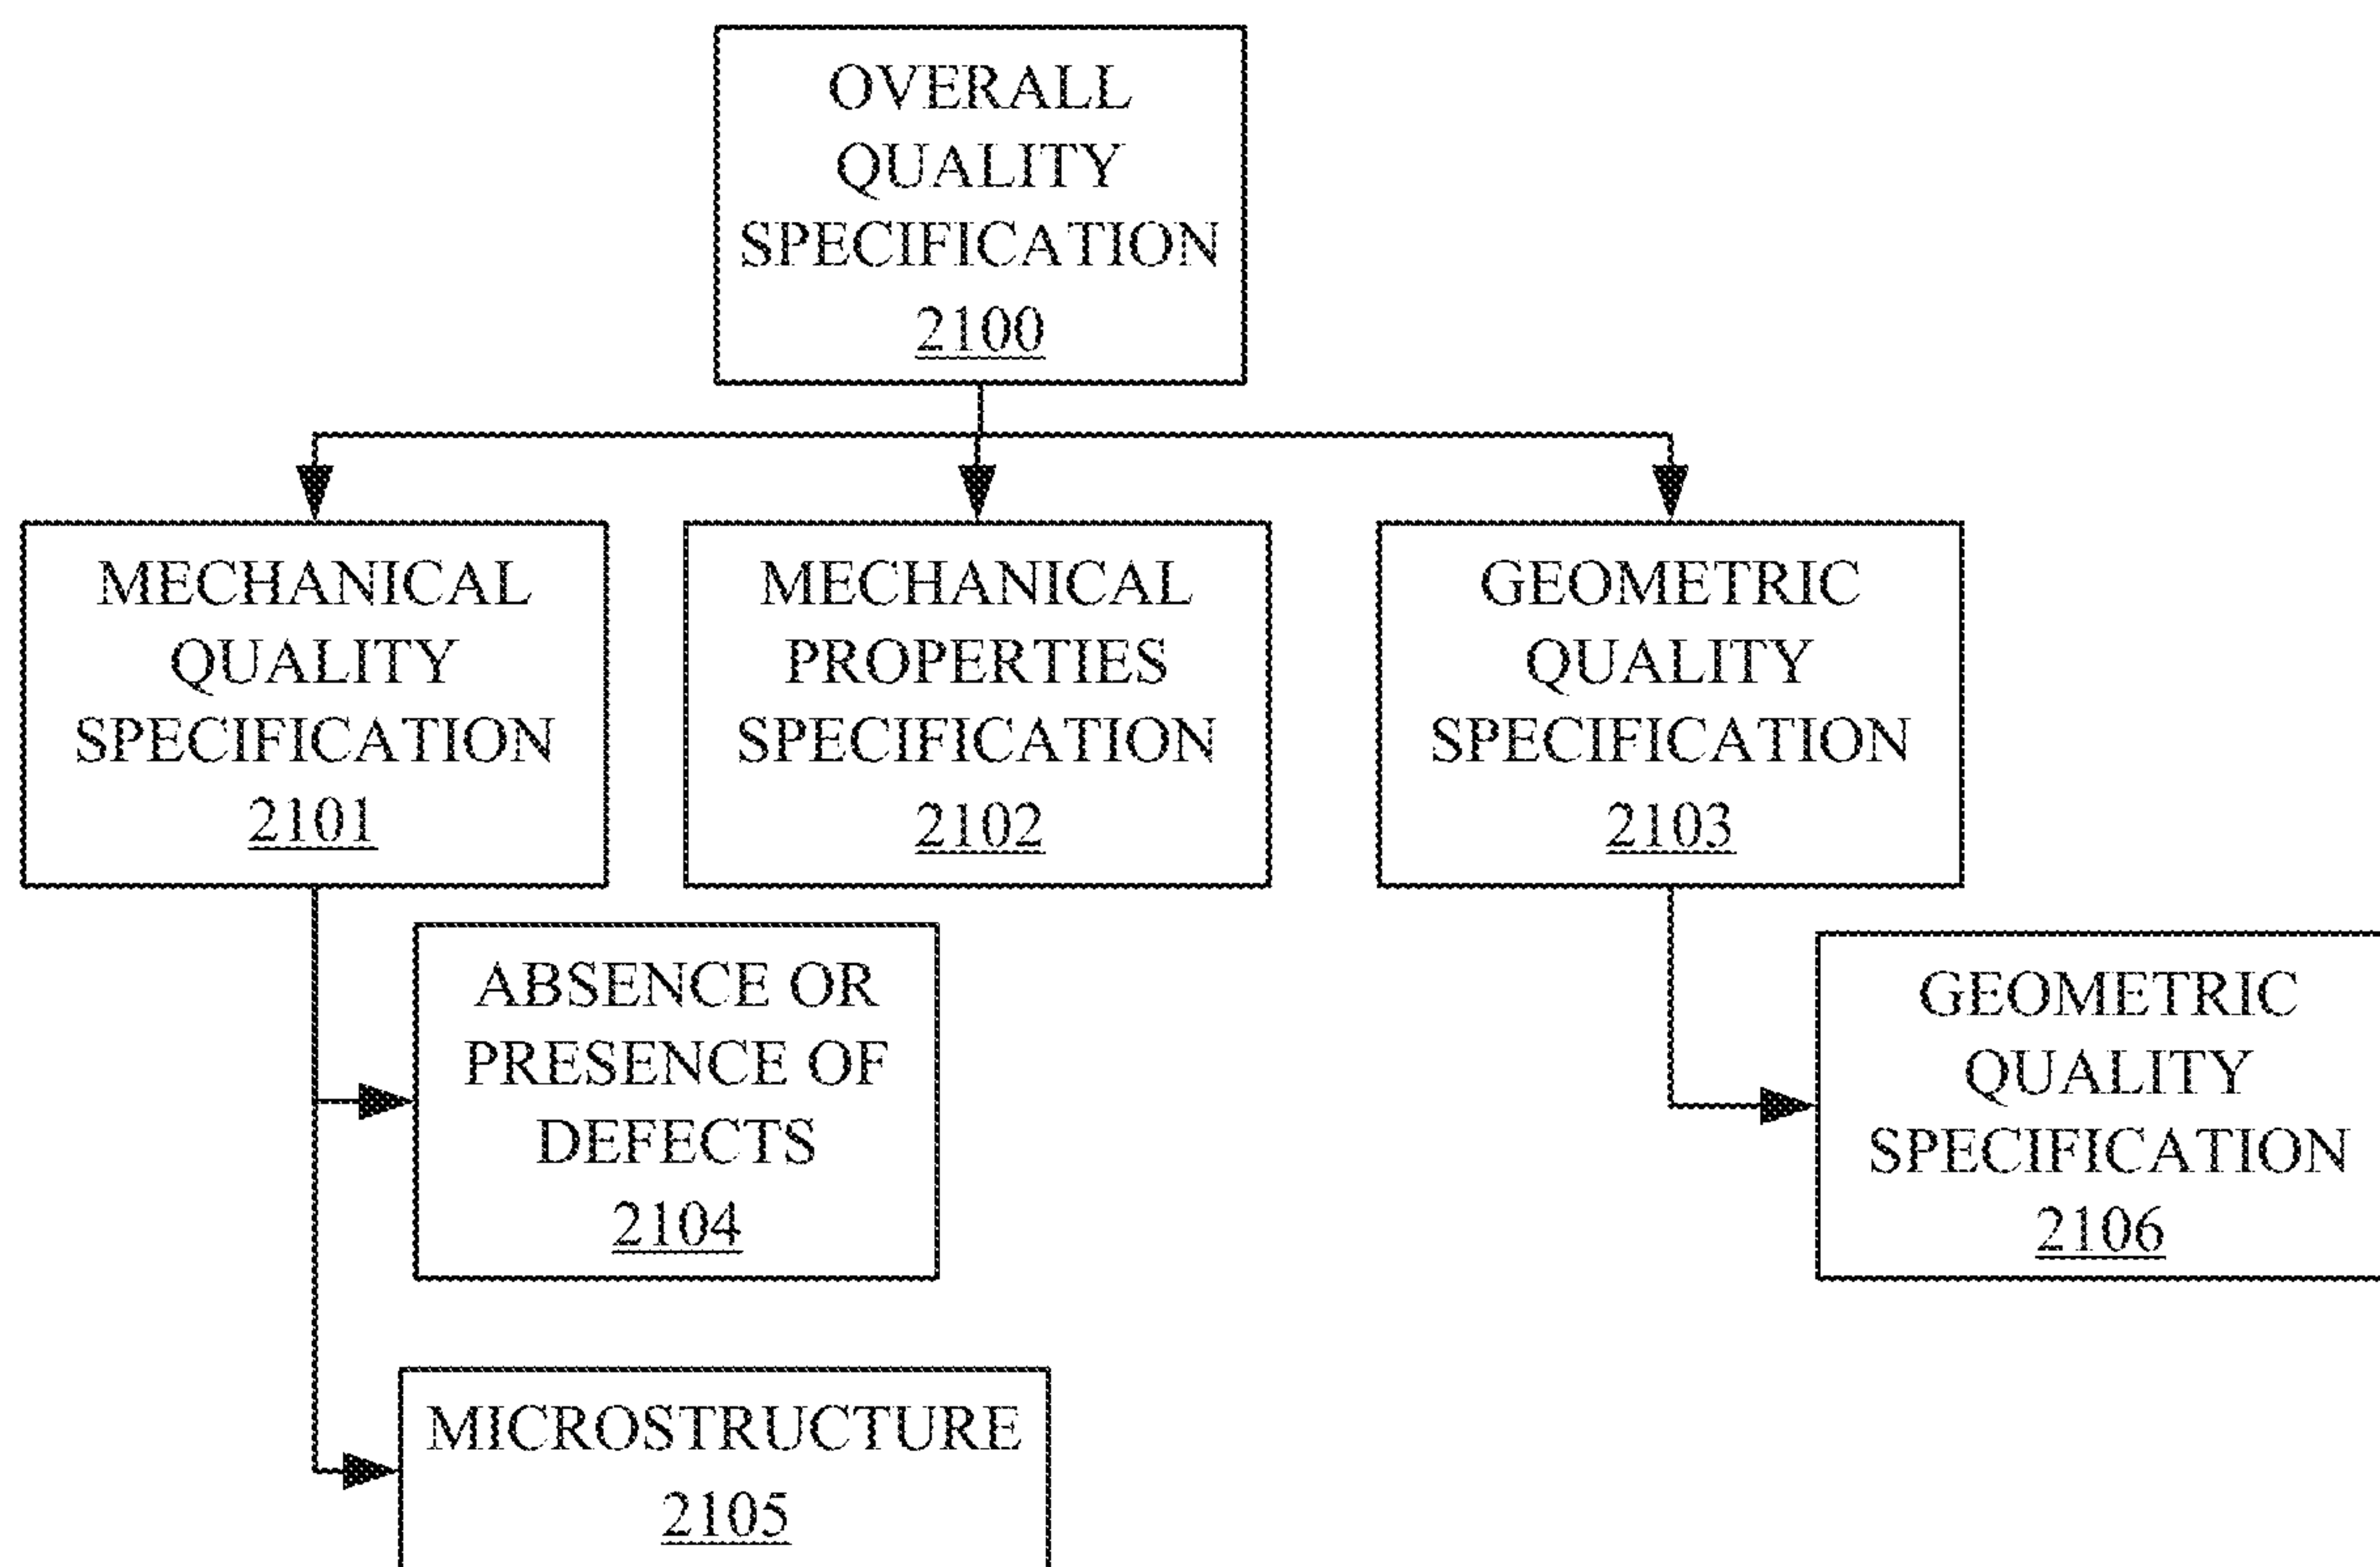 OVERALL
QUALITY
SPECIFICATION
2100
MECHANICAL
QUALITY
SPECIFICATION
2101
MECHANICAL
PROPERTIES
SPECIFICATION
2102
GEOMETRIC
QUALITY
SPECIFICATION
2103
ABSENCE OR
PRESENCE OF
DEFECTS
2104
GEOMETRIC
QUALITY
SPECIFICATION
2106
MICROSTRUCTURE
2105